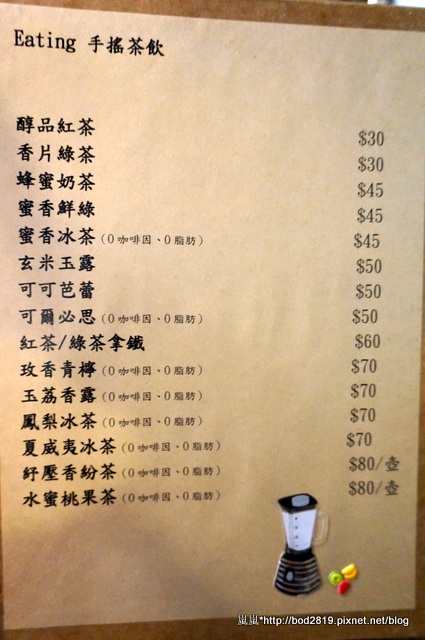 Eating 手搖茶飲
醇品紅茶 $30
香片綠茶 $30
蜂蜜奶茶 $45
蜜香鮮綠 $45
蜜香冰茶(0咖啡因、0脂肪) $45
玄米玉露 $50
可可芭蕾 $50
可爾必思(0咖啡因、0脂肪) $50
紅茶/綠茶拿鐵 $60
玫香青檸(0咖啡因、0脂肪) $70
玉荔香露(0咖啡因、0脂肪) $70
鳳梨冰茶(0咖啡因、0脂肪) $70
夏威夷冰茶(0咖啡因、0脂肪) $70
紓壓香紛茶(0咖啡因、0脂肪) $80/壺
水蜜桃果茶(0咖啡因、0脂肪) $80/壺
嵐嵐*http://bod2819.pixnet.net/blog